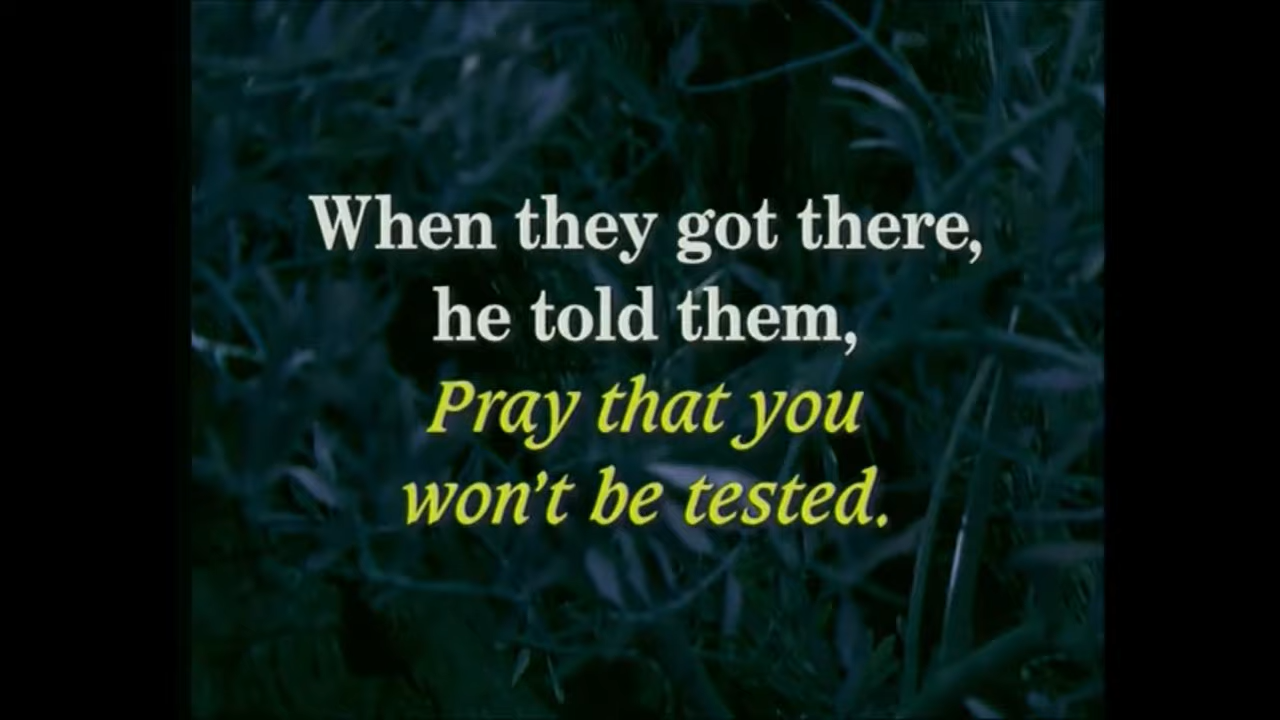 When they got there,
he told them,
Pray that you
won't be tested.